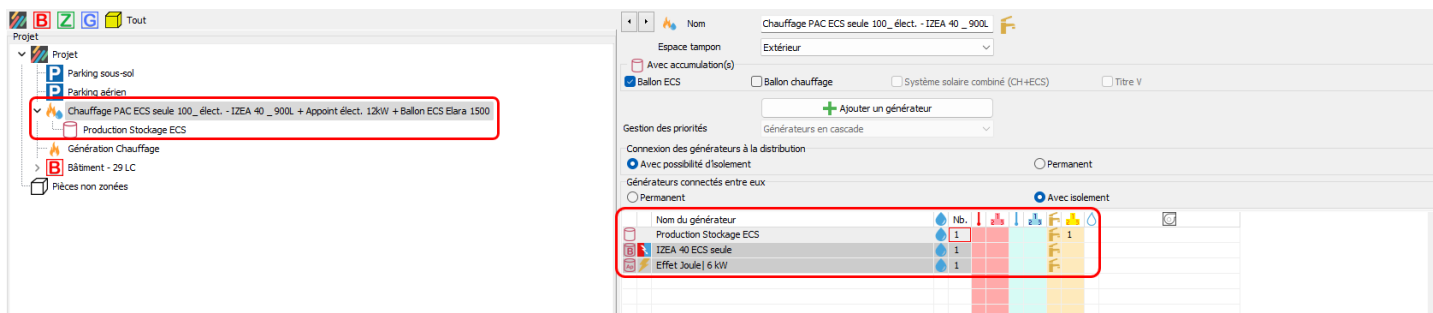 B Z G Tout
Projet
Projet
P Parking sous-sol
P Parking aérien
Chauffage PAC ECS seule 100_ élect. - IZEA 40 _ 900L + Appoint élect. 12kW + Ballon ECS Elara 1500
Production Stockage ECS
Génération Chauffage
B Bâtiment - 29 LC
Pièces non zonées
Nom Chauffage PAC ECS seule 100_ élect. - IZEA 40 _ 900L
Espace tampon Extérieur
Avec accumulation(s)
Ballon ECS Ballon chauffage Système solaire combiné (CH+ECS) Titre V
Ajouter un générateur
Gestion des priorités Générateurs en cascade
Connexion des générateurs à la distribution
Avec possibilité d'isolement Permanent
Générateurs connectés entre eux
Permanent Avec isolement
Nom du générateur Nb.
Production Stockage ECS 1 1
B IZEA 40 ECS seule 1
Effet Joule| 6 kW 1